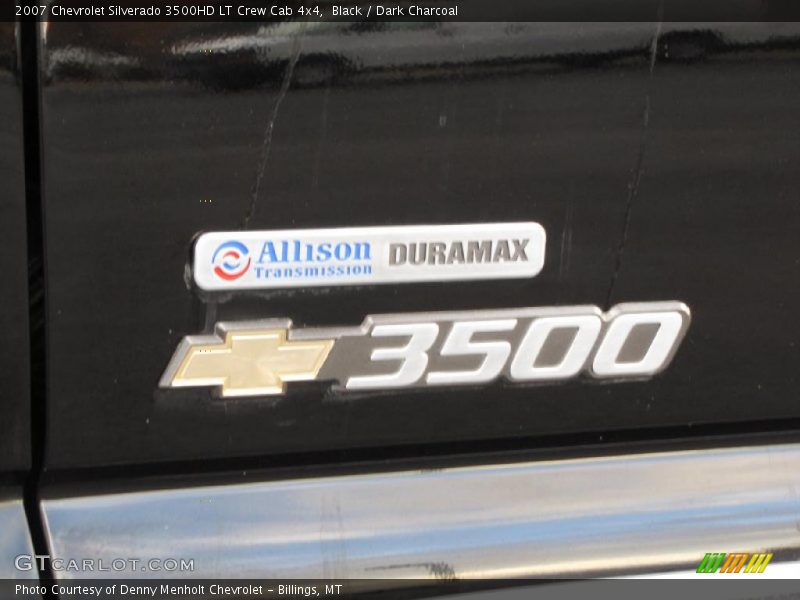 2007 Chevrolet Silverado 3500HD LT Crew Cab 4x4, Black / Dark Charcoal
Allison
Transmission
DURAMAX
3500
GTCARLOT.COM
Photo Courtesy of Denny Menholt Chevrolet - Billings, MT